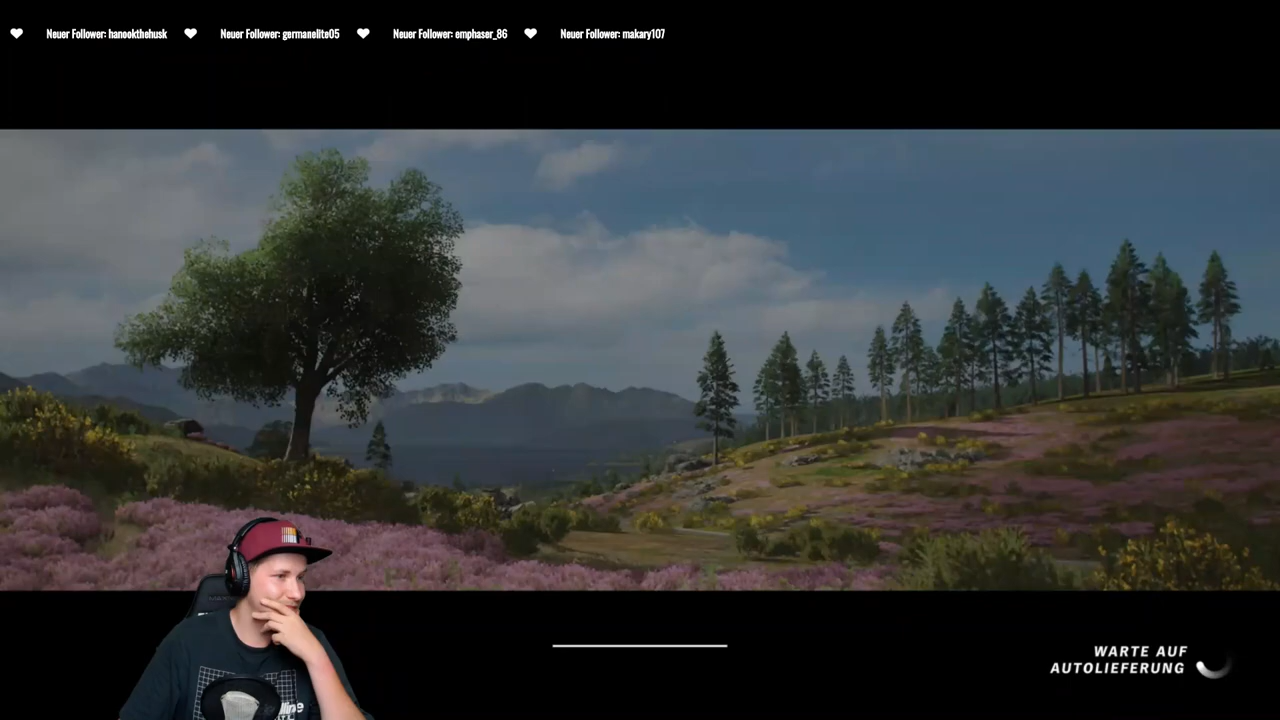 Neuer Follower: hanookthehusk Neuer Follower: germanelite05 Neuer Follower: emphaser_86 Neuer Follower: makary107
WARTE AUF
AUTOLIEFERUNG